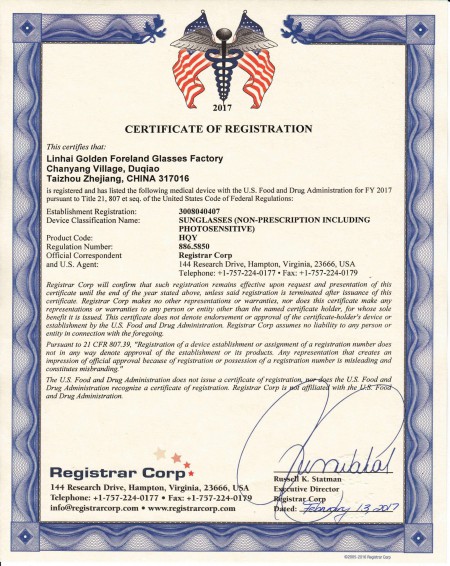 2017
CERTIFICATE OF REGISTRATION
This certifies that:
Linhai Golden Foreland Glasses Factory
Chanyang Village, Duqiao
Taizhou Zhejiang, CHINA 317016
is registered and has listed the following medical device with the U.S. Food and Drug Administration for FY 2017
pursuant to Title 21, 807 et seq. of the United States Code of Federal Regulations:
Establishment Registration: 3008040407
Device Classification Name: SUNGLASSES (NON-PRESCRIPTION INCLUDING
PHOTOSENSITIVE)
Product Code: HQY
Regulation Number: 886.5850
Official Correspondent Registrar Corp
and U.S. Agent: 144 Research Drive, Hampton, Virginia, 23666, USA
Telephone: +1-757-224-0177 • Fax: +1-757-224-0179
Registrar Corp will confirm that such registration remains effective upon request and presentation of this
certificate until the end of the year stated above, unless said registration is terminated after issuance of this
certificate. Registrar Corp makes no other representations or warranties, nor does this certificate make any
representations or warranties to any person or entity other than the named certificate holder, for whose sole
benefit it is issued. This certificate does not denote endorsement or approval of the certificate-holder's device or
establishment by the U.S. Food and Drug Administration. Registrar Corp assumes no liability to any person or
entity in connection with the foregoing.
Pursuant to 21 CFR 807.39, "Registration of a device establishment or assignment of a registration number does
not in any way denote approval of the establishment or its products. Any representation that creates an
impression of official approval because of registration or possession of a registration number is misleading and
constitutes misbranding."
The U.S. Food and Drug Administration does not issue a certificate of registration, nor does the U.S. Food and
Drug Administration recognize a certificate of registration. Registrar Corp is not affiliated with the U.S. Food
and Drug Administration.
Registrar Corp
144 Research Drive, Hampton, Virginia, 23666, USA
Telephone: +1-757-224-0177 • Fax: +1-757-224-0179
info@registrarcorp.com • www.registrarcorp.com
Russell K. Statman
Executive Director
Registrar Corp
Dated: February 13, 2017